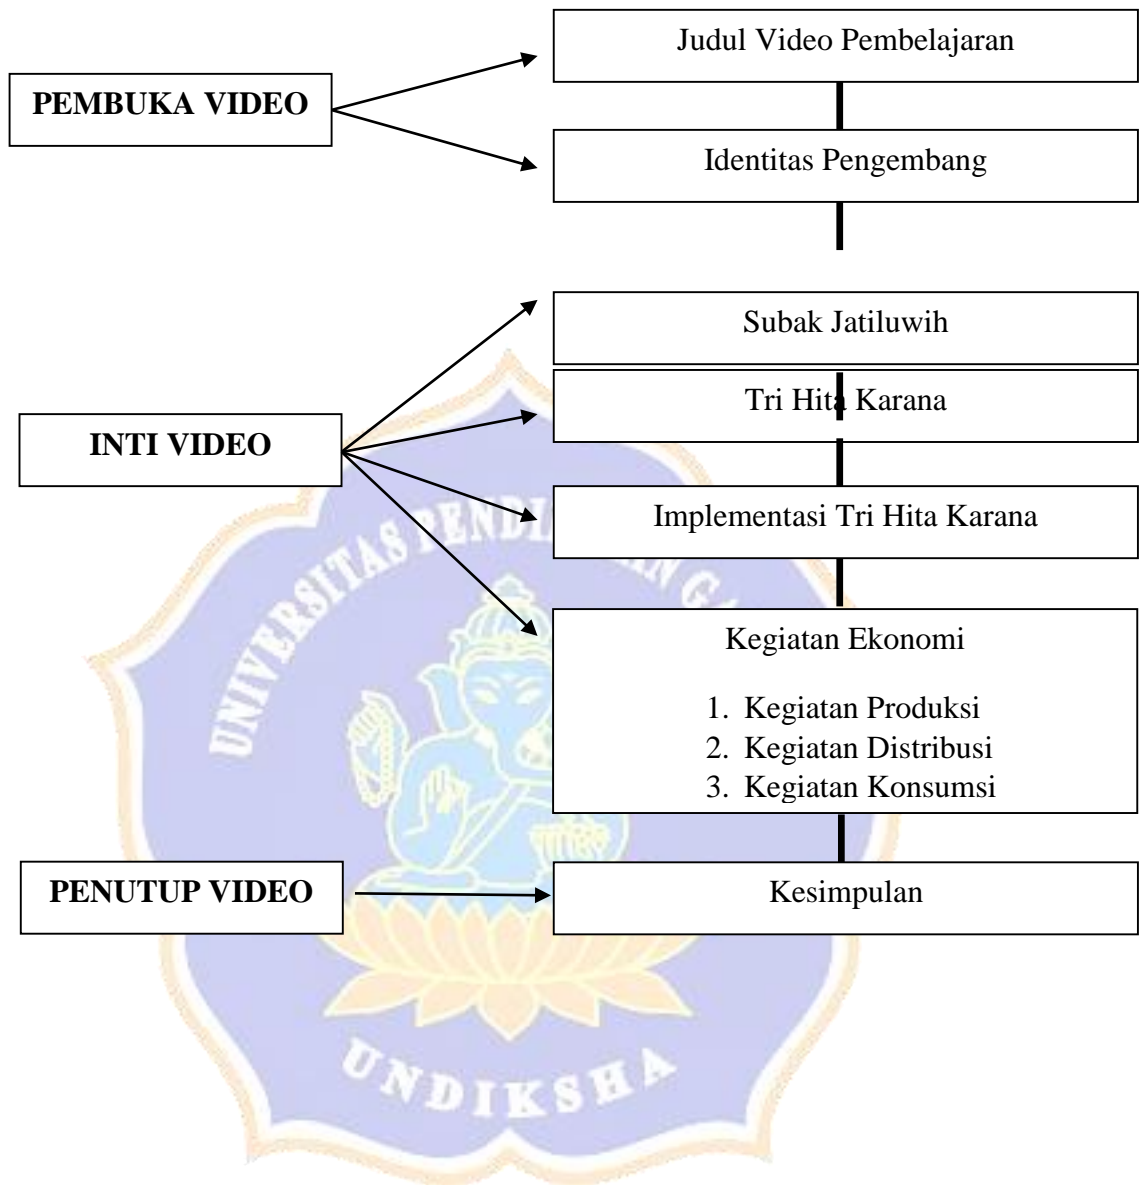 Judul Video Pembelajaran
PEMBUKA VIDEO
Identitas Pengembang
Subak Jatiluwih
Tri Hita Karana
INTI VIDEO
Implementasi Tri Hita Karana
Kegiatan Ekonomi
1. Kegiatan Produksi
2. Kegiatan Distribusi
3. Kegiatan Konsumsi
PENUTUP VIDEO
Kesimpulan
UNIVERSITAS
UNDIKSHA